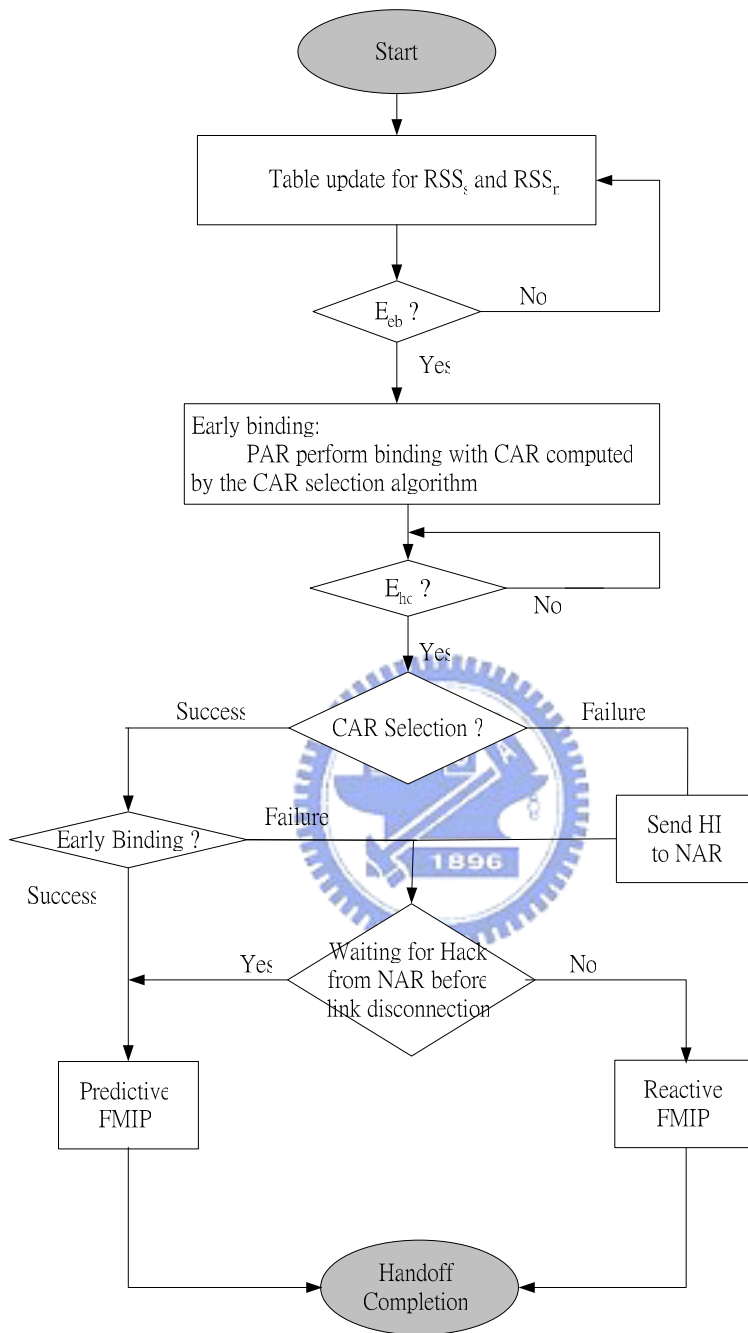 Start
Table update for RSSs and RSSn
Eeb ?
No
Yes
Early binding:
PAR perform binding with CAR computed
by the CAR selection algorithm
Eho ?
No
Yes
Success
CAR Selection ?
Failure
Early Binding ?
Failure
Send HI
to NAR
1896
Success
Waiting for Hack
from NAR before
link disconnection
Yes
No
Predictive
FMIP
Reactive
FMIP
Handoff
Completion